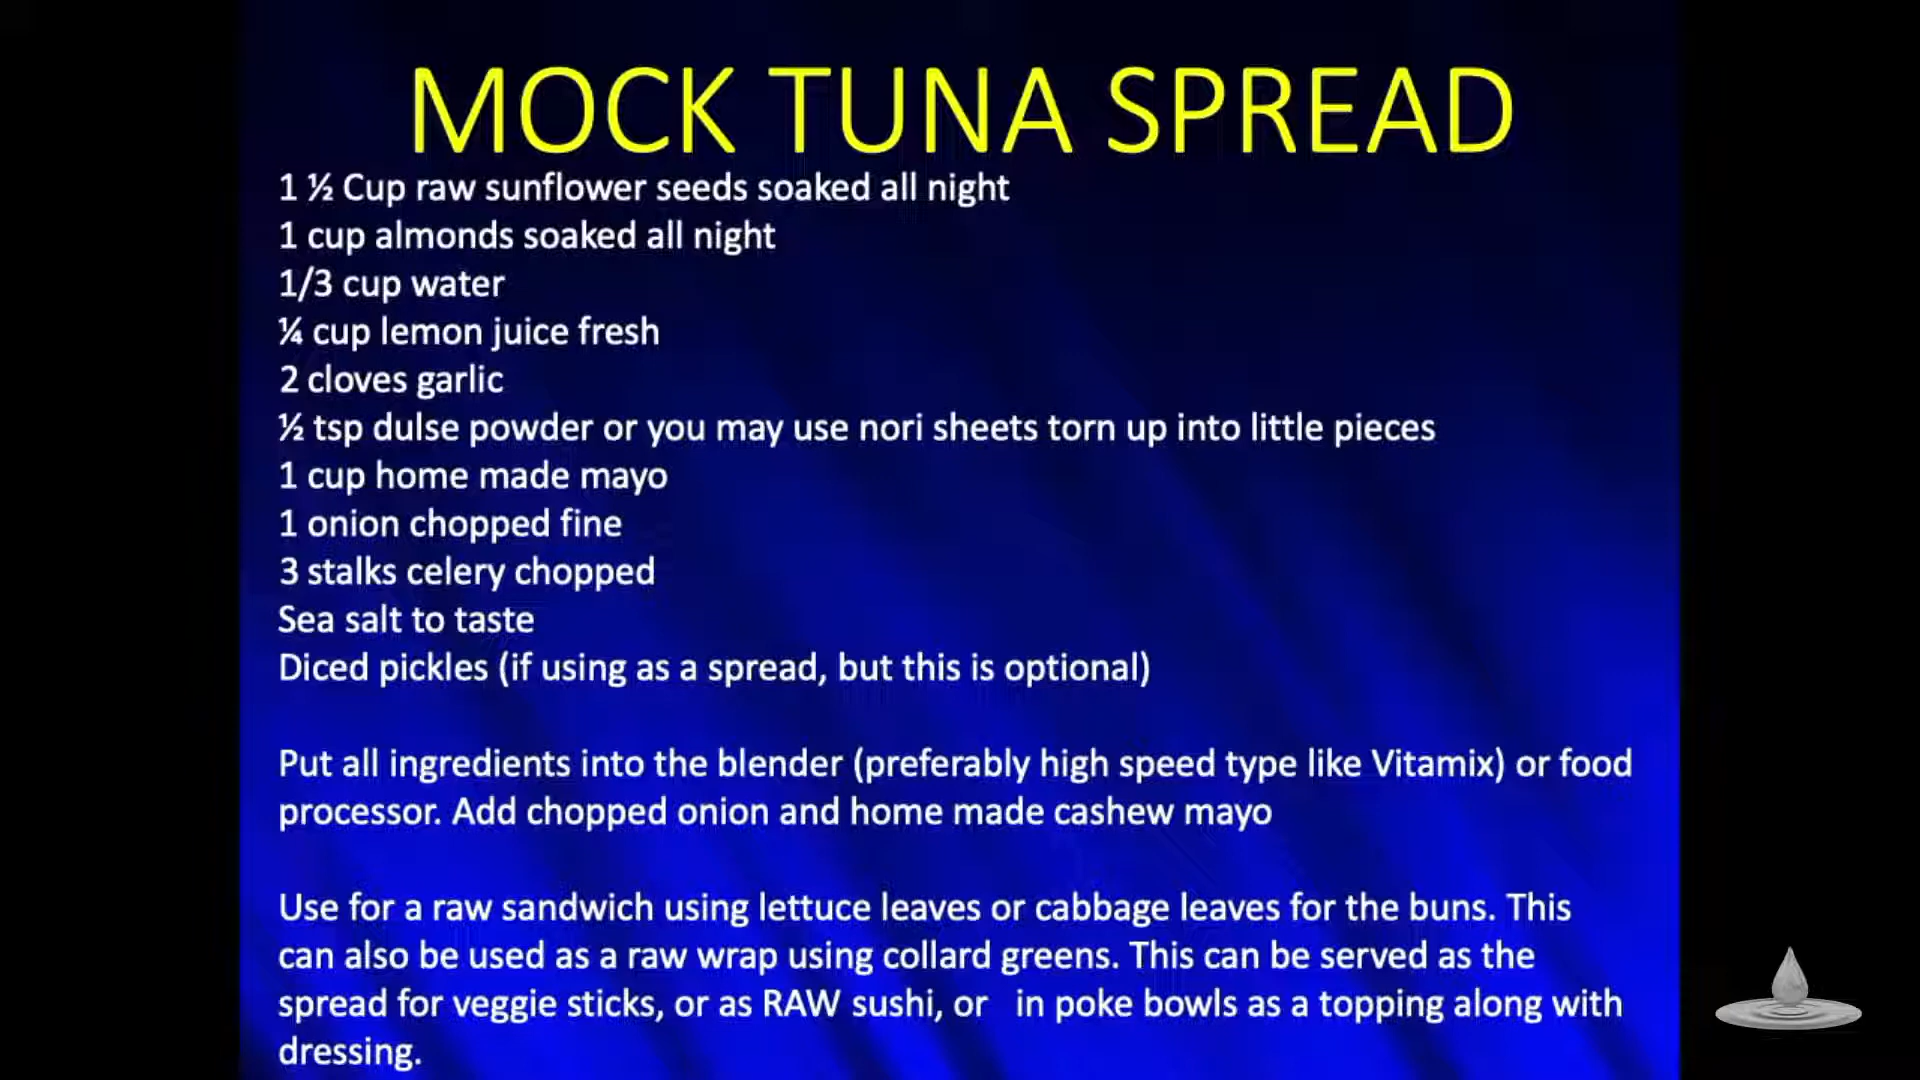 MOCK TUNA SPREAD
1 ½ Cup raw sunflower seeds soaked all night
1 cup almonds soaked all night
1/3 cup water
¼ cup lemon juice fresh
2 cloves garlic
½ tsp dulse powder or you may use nori sheets torn up into little pieces
1 cup home made mayo
1 onion chopped fine
3 stalks celery chopped
Sea salt to taste
Diced pickles (if using as a spread, but this is optional)
Put all ingredients into the blender (preferably high speed type like Vitamix) or food
processor. Add chopped onion and home made cashew mayo
Use for a raw sandwich using lettuce leaves or cabbage leaves for the buns. This
can also be used as a raw wrap using collard greens. This can be served as the
spread for veggie sticks, or as RAW sushi, or   in poke bowls as a topping along with
dressing.